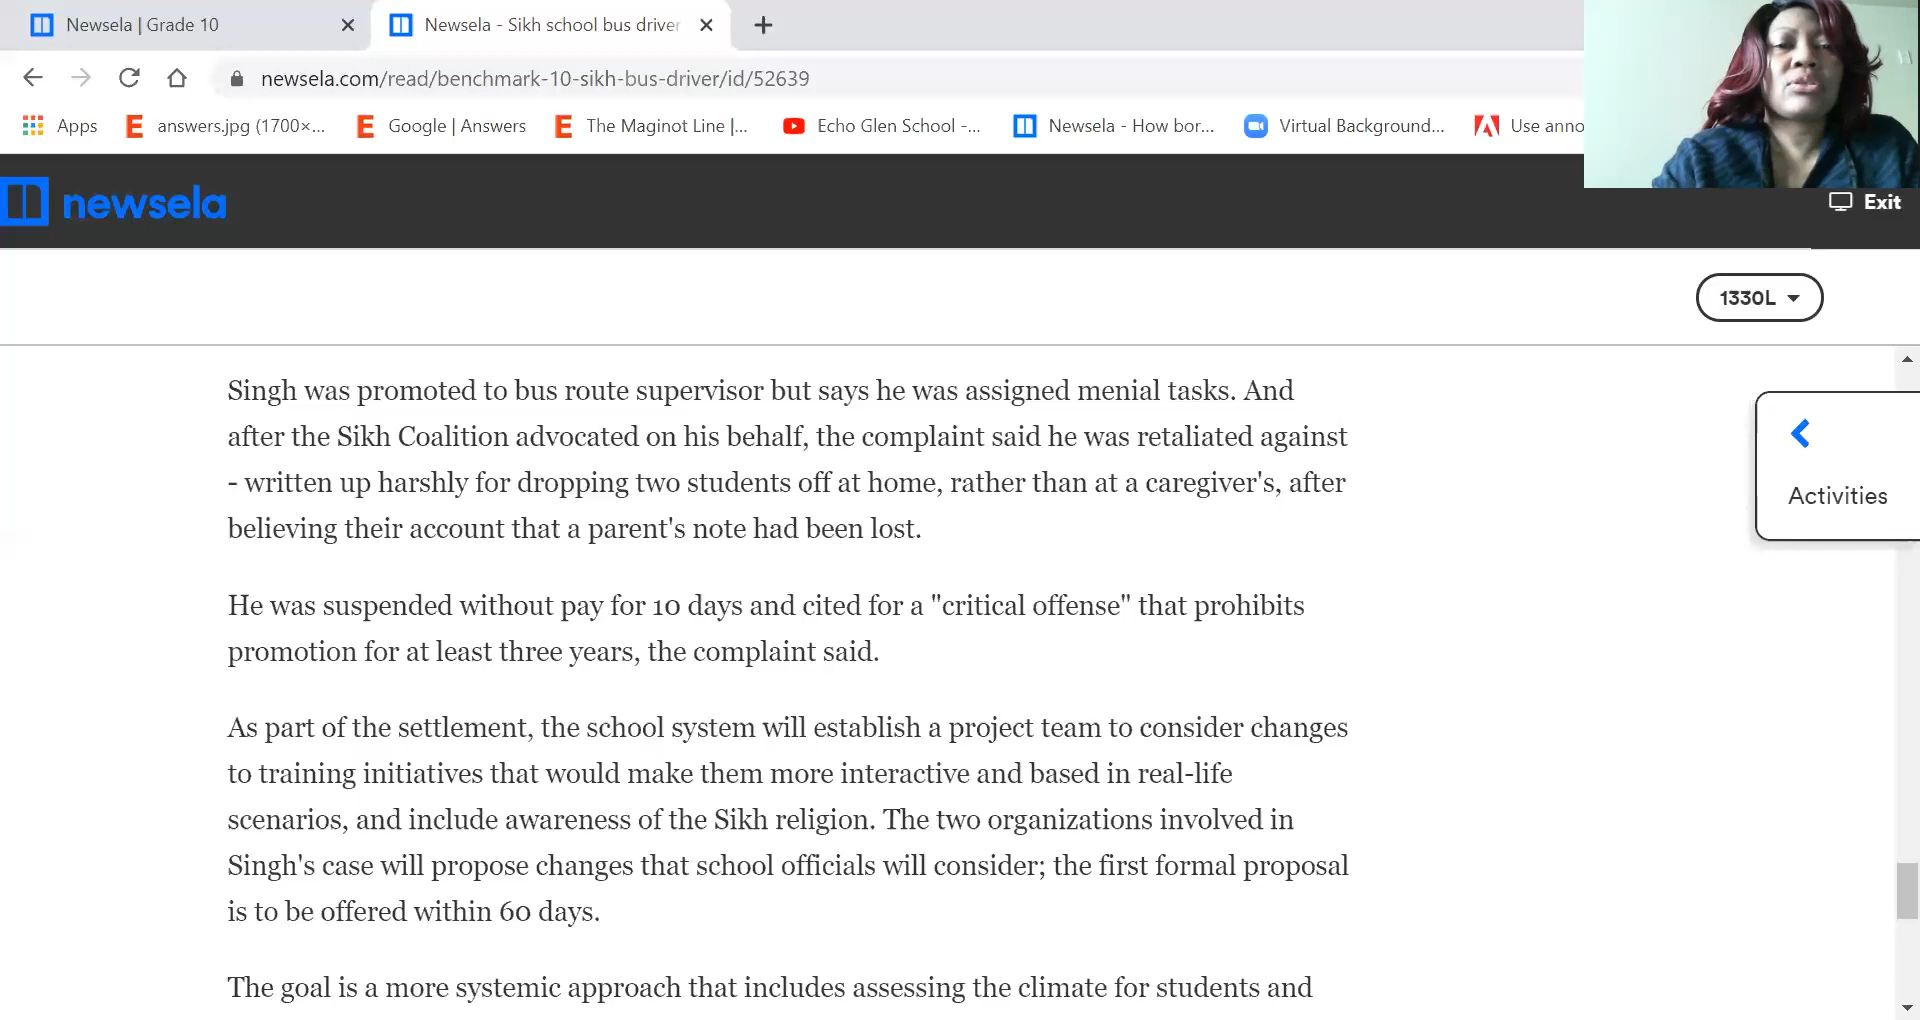 Newsela | Grade 10
Newsela - Sikh school bus driver
newsela.com/read/benchmark-10-sikh-bus-driver/id/52639
Apps
E answers.jpg (1700×...
E Google | Answers
E The Maginot Line |...
Echo Glen School -...
Newsela - How bor...
Virtual Background...
Use anno
newsela
Exit
1330L
Singh was promoted to bus route supervisor but says he was assigned menial tasks. And
after the Sikh Coalition advocated on his behalf, the complaint said he was retaliated against
- written up harshly for dropping two students off at home, rather than at a caregiver's, after
believing their account that a parent's note had been lost.
He was suspended without pay for 10 days and cited for a "critical offense" that prohibits
promotion for at least three years, the complaint said.
As part of the settlement, the school system will establish a project team to consider changes
to training initiatives that would make them more interactive and based in real-life
scenarios, and include awareness of the Sikh religion. The two organizations involved in
Singh's case will propose changes that school officials will consider; the first formal proposal
is to be offered within 60 days.
The goal is a more systemic approach that includes assessing the climate for students and
Activities